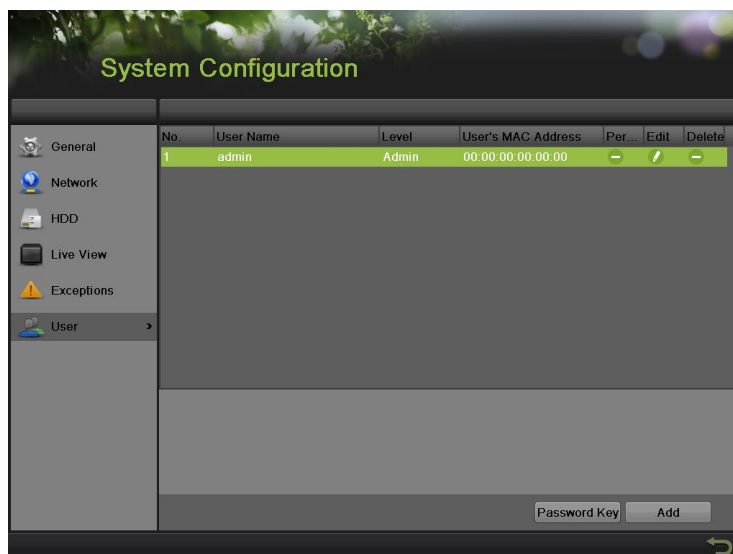 System Configuration
No. User Name Level User's MAC Address Per... Edit Delete
1 admin Admin 00:00:00:00:00:00
General
Network
HDD
Live View
Exceptions
User >
Password Key Add